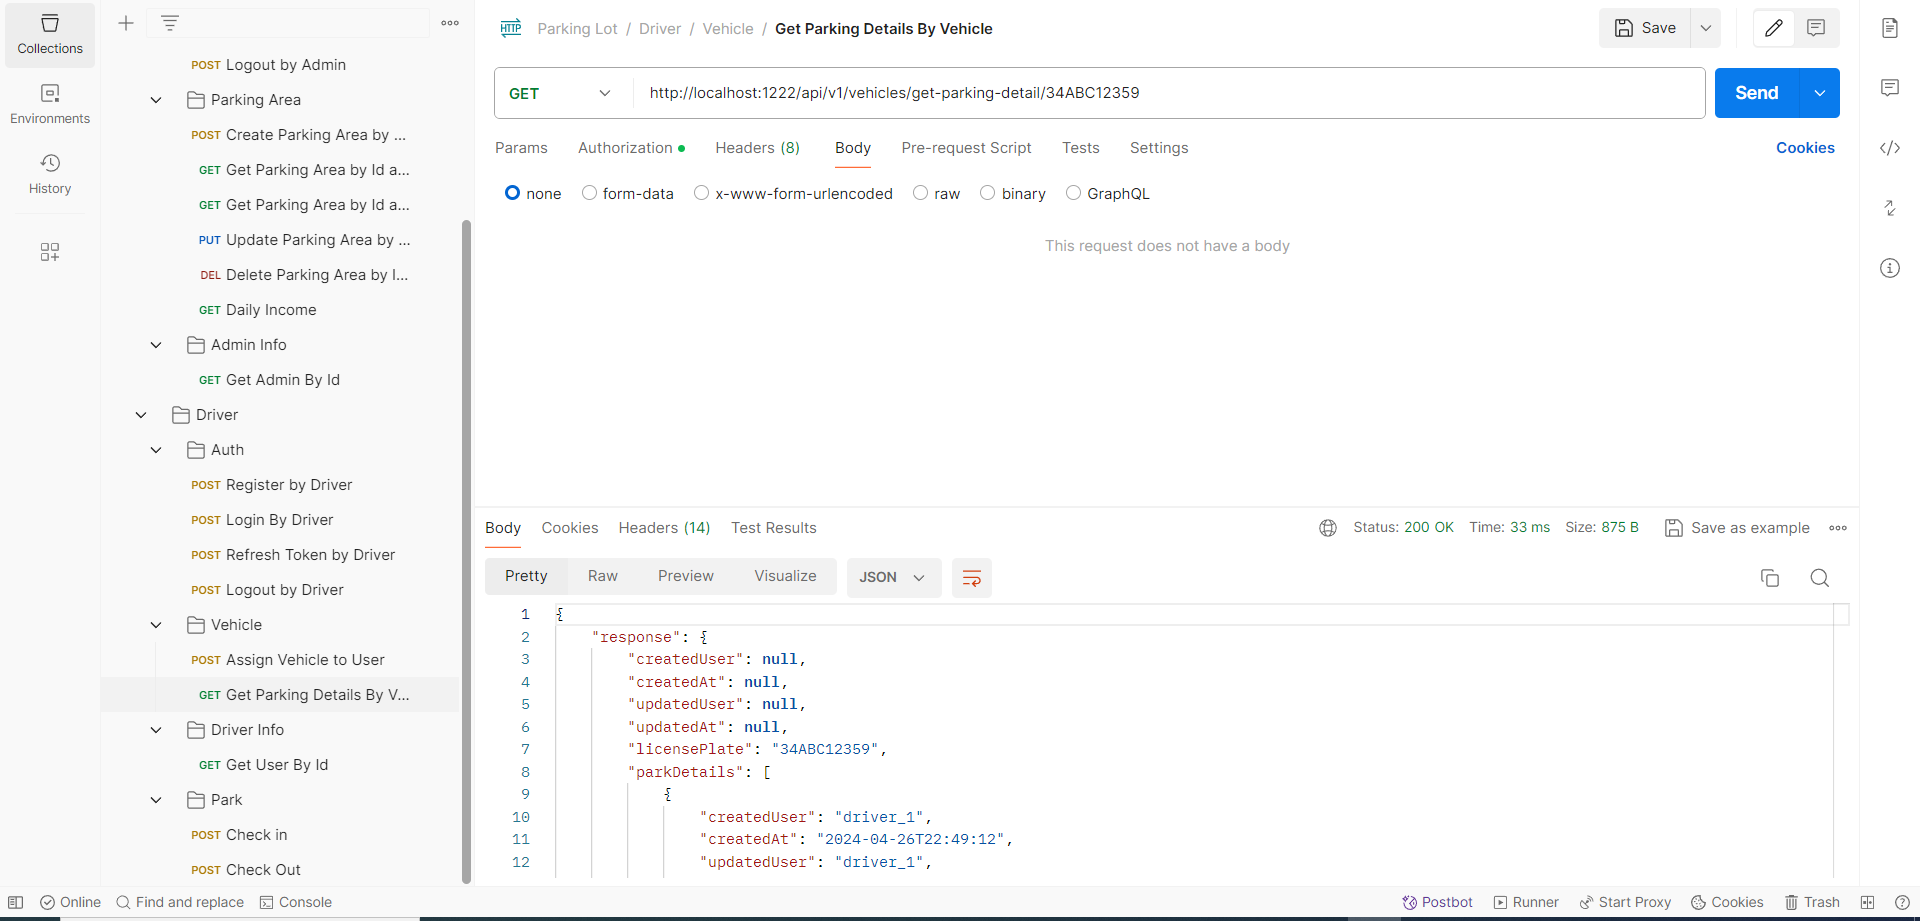 Collections
Environments
History
POST Logout by Admin
Parking Area
POST Create Parking Area by ...
GET Get Parking Area by Id a...
GET Get Parking Area by Id a...
PUT Update Parking Area by ...
DEL Delete Parking Area by I...
GET Daily Income
Admin Info
GET Get Admin By Id
Driver
Auth
POST Register by Driver
POST Login By Driver
POST Refresh Token by Driver
POST Logout by Driver
Vehicle
POST Assign Vehicle to User
GET Get Parking Details By V...
Driver Info
GET Get User By Id
Park
POST Check in
POST Check Out
HTTP Parking Lot / Driver / Vehicle / Get Parking Details By Vehicle
Save
GET http://localhost:1222/api/v1/vehicles/get-parking-detail/34ABC12359 Send
Params Authorization Headers (8) Body Pre-request Script Tests Settings Cookies
none form-data x-www-form-urlencoded raw binary GraphQL
This request does not have a body
Body Cookies Headers (14) Test Results Status: 200 OK Time: 33 ms Size: 875 B Save as example
Pretty Raw Preview Visualize JSON
1 {
2 "response": {
3 "createdUser": null,
4 "createdAt": null,
5 "updatedUser": null,
6 "updatedAt": null,
7 "licensePlate": "34ABC12359",
8 "parkDetails": [
9 {
10 "createdUser": "driver_1",
11 "createdAt": "2024-04-26T22:49:12",
12 "updatedUser": "driver_1",
Online Find and replace Console Postbot Runner Start Proxy Cookies Trash